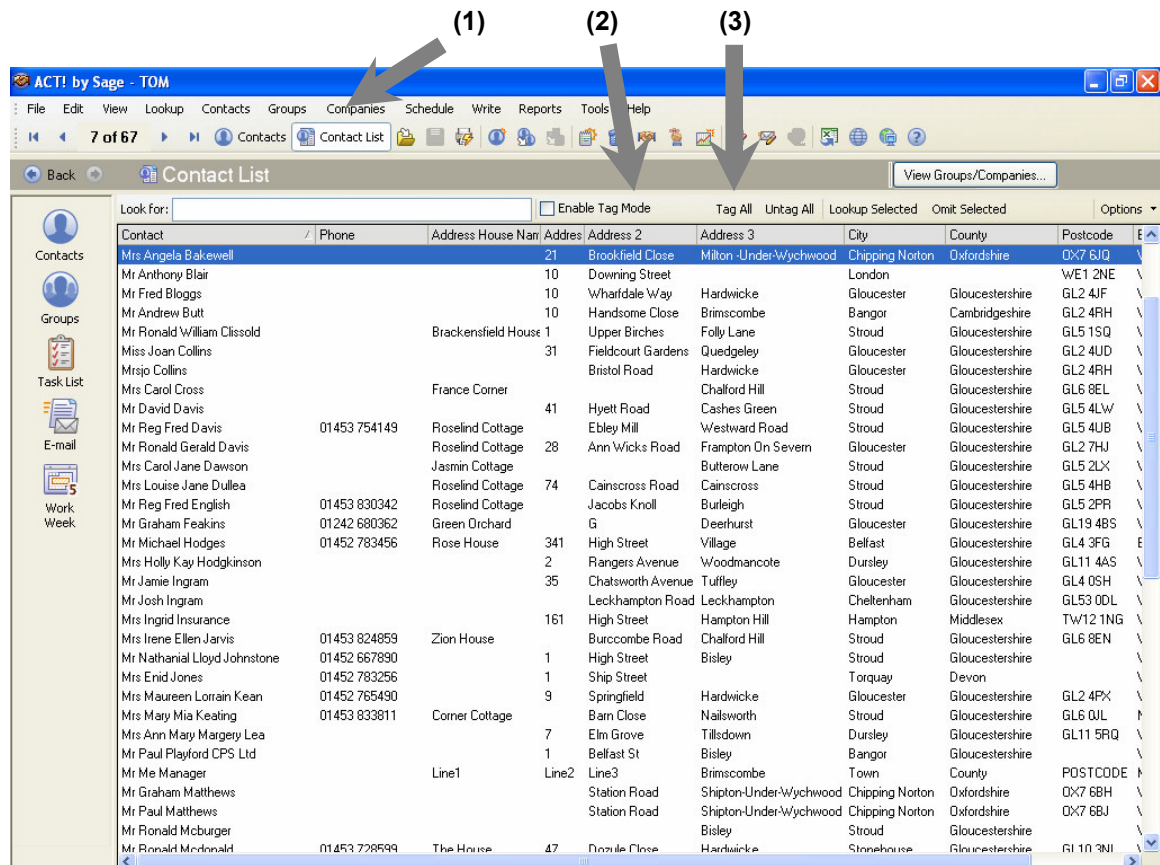 (1) (2) (3)
ACT! by Sage - TOM
File Edit View Lookup Contacts Groups Companies Schedule Write Reports Tools Help
7 of 67 Contacts Contact List
Back Contact List View Groups/Companies...
Look for: Enable Tag Mode Tag All Untag All Lookup Selected Omit Selected Options
Contact Phone Address House Nam Addres Address 2 Address 3 City County Postcode E
Mrs Angela Bakewell 21 Brookfield Close Milton -Under-Wychwood Chipping Norton Oxfordshire OX7 6JQ
Mr Anthony Blair 10 Downing Street London WE1 2NE
Mr Fred Bloggs 10 Wharfdale Way Hardwicke Gloucester Gloucestershire GL2 4JF
Mr Andrew Butt 10 Handsome Close Brimscombe Bangor Cambridgeshire GL2 4RH
Mr Ronald William Clissold Brackensfield House 1 Upper Birches Folly Lane Stroud Gloucestershire GL5 1SQ
Miss Joan Collins 31 Fieldcourt Gardens Quedgeley Gloucester Gloucestershire GL2 4UD
Mrsjo Collins Bristol Road Hardwicke Gloucester Gloucestershire GL2 4RH
Mrs Carol Cross France Corner Chalford Hill Stroud Gloucestershire GL6 8EL
Mr David Davis 41 Hyett Road Cashes Green Stroud Gloucestershire GL5 4LW
Mr Reg Fred Davis 01453 754149 Roselind Cottage Ebley Mill Westward Road Stroud Gloucestershire GL5 4UB
Mr Ronald Gerald Davis Roselind Cottage 28 Ann Wicks Road Frampton On Severn Gloucester Gloucestershire GL2 7HJ
Mrs Carol Jane Dawson Jasmin Cottage Butterow Lane Stroud Gloucestershire GL5 2LX
Mrs Louise Jane Dullea Roselind Cottage 74 Cainscross Road Cainscross Stroud Gloucestershire GL5 4HB
Mr Reg Fred English 01453 830342 Roselind Cottage Jacobs Knoll Burleigh Stroud Gloucestershire GL5 2PR
Mr Graham Feakins 01242 680362 Green Orchard G Deerhurst Gloucester Gloucestershire GL19 4BS
Mr Michael Hodges 01452 783456 Rose House 341 High Street Village Belfast Gloucestershire GL4 3FG E
Mrs Holly Kay Hodgkinson 2 Rangers Avenue Woodmancote Dursley Gloucestershire GL11 4AS
Mr Jamie Ingram 35 Chatsworth Avenue Tuffley Gloucester Gloucestershire GL4 0SH
Mr Josh Ingram Leckhampton Road Leckhampton Cheltenham Gloucestershire GL53 0DL
Mrs Ingrid Insurance 161 High Street Hampton Hill Hampton Middlesex TW12 1NG
Mrs Irene Ellen Jarvis 01453 824859 Zion House Burccombe Road Chalford Hill Stroud Gloucestershire GL6 8EN
Mr Nathanial Lloyd Johnstone 01452 667890 1 High Street Bisley Stroud Gloucestershire
Mrs Enid Jones 01452 783256 1 Ship Street Torquay Devon
Mrs Maureen Lorrain Kean 01452 765490 9 Springfield Hardwicke Gloucester Gloucestershire GL2 4PX
Mrs Mary Mia Keating 01453 833811 Corner Cottage Barn Close Nailsworth Stroud Gloucestershire GL6 0JL
Mrs Ann Mary Margery Lea 7 Elm Grove Tillsdown Dursley Gloucestershire GL11 5RQ
Mr Paul Playford CPS Ltd 1 Belfast St Bisley Bangor Gloucestershire
Mr Me Manager Line1 Line2 Line3 Brimscombe Town County POSTCODE
Mr Graham Matthews Station Road Shipton-Under-Wychwood Chipping Norton Oxfordshire OX7 6BH
Mr Paul Matthews Station Road Shipton-Under-Wychwood Chipping Norton Oxfordshire OX7 6BJ
Mr Ronald Mcburger Bisley Stroud Gloucestershire
Mr Ronald Mcdonald 01453 728599 The House 47 Dozule Close Hardwicke Stonehouse Gloucestershire GL10 3NL
Contacts
Groups
Task List
E-mail
5
Work
Week